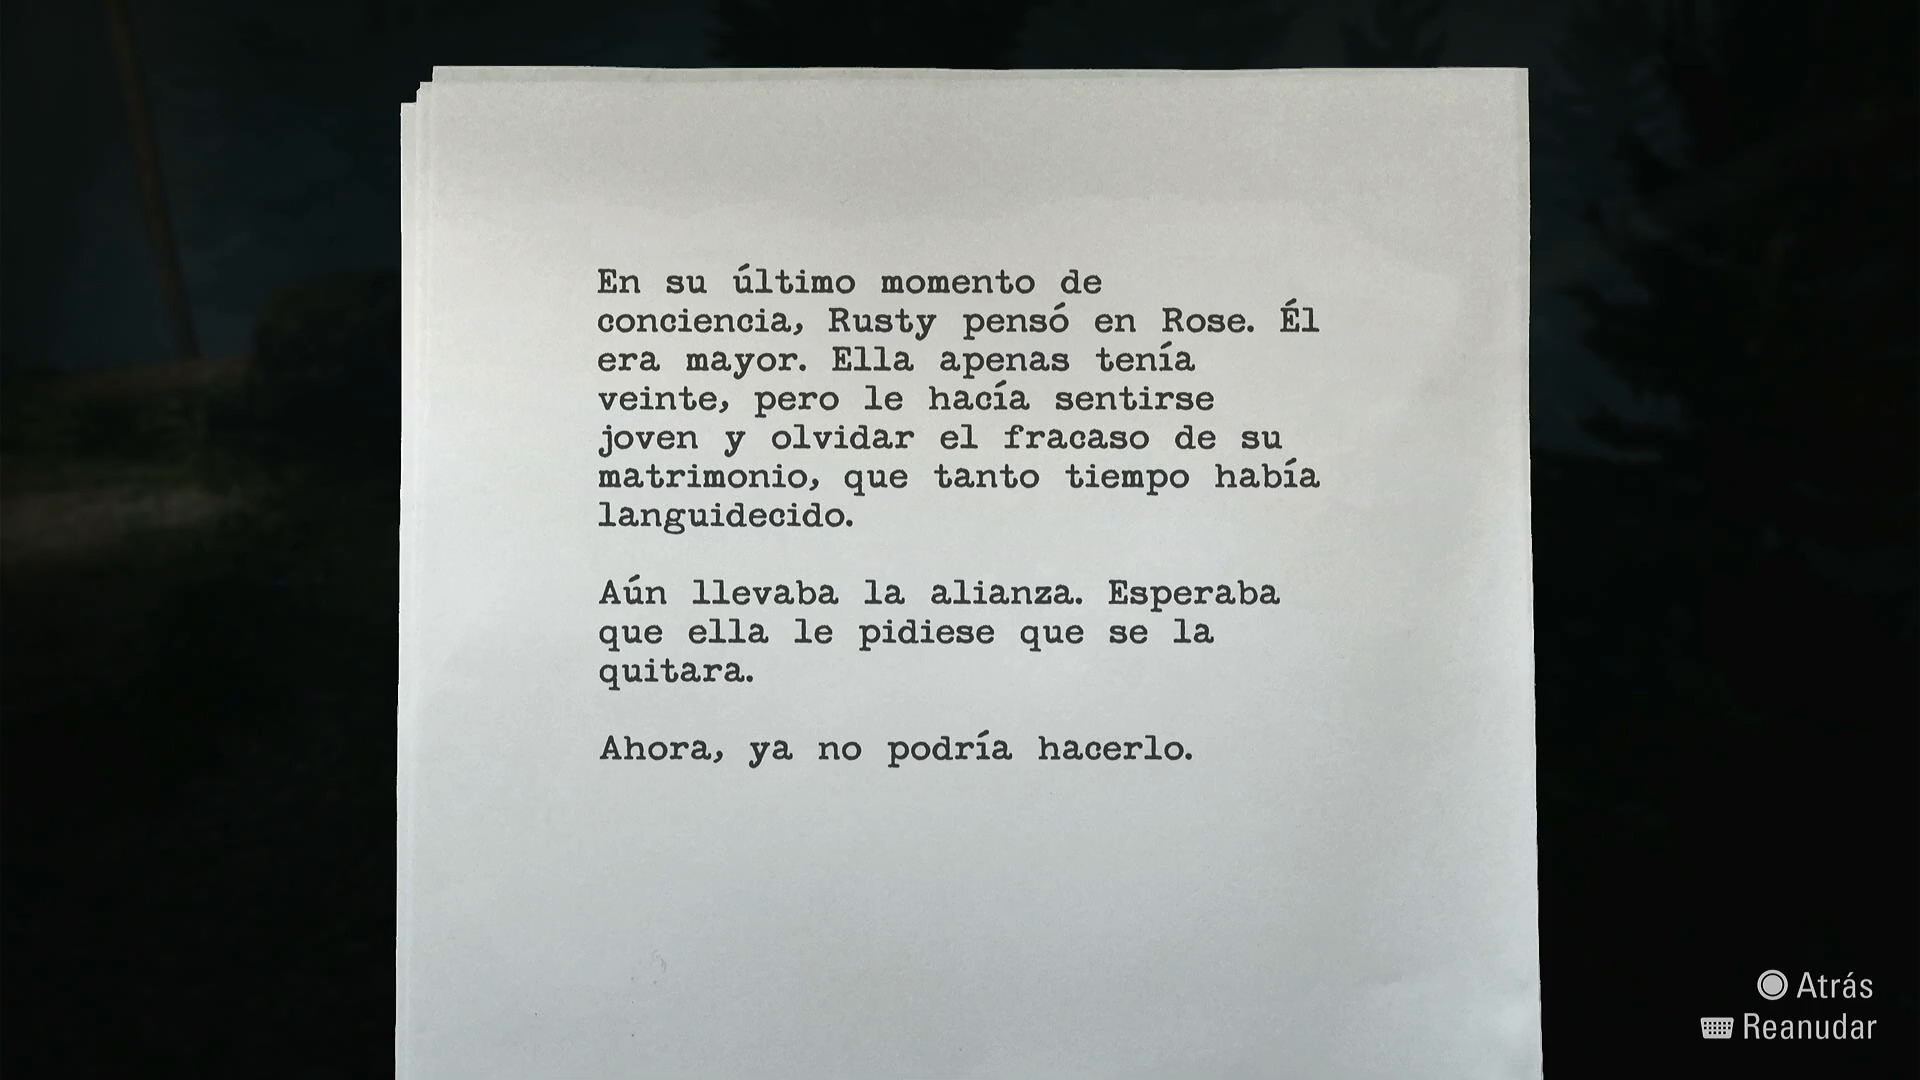 En su último momento de
conciencia, Rusty pensó en Rose. Él
era mayor. Ella apenas tenía
veinte, pero le hacía sentirse
joven y olvidar el fracaso de su
matrimonio, que tanto tiempo había
languidecido.
Aún llevaba la alianza. Esperaba
que ella le pidiese que se la
quitara.
Ahora, ya no podría hacerlo.
Atrás
Reanudar